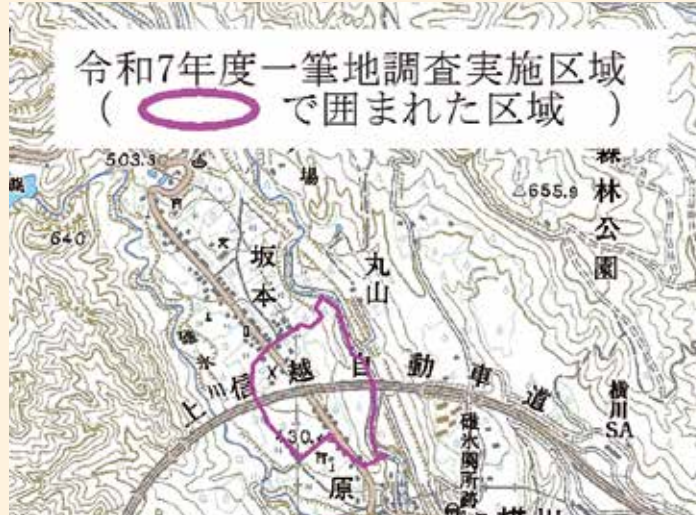 令和7年度一筆地調査実施区域
（　　で囲まれた区域　）
503.3
場
森林公園
655.9
640
坂本
丸山
碓氷
上信越自動車道
川
横川
SA
碓氷関所跡
原
横川